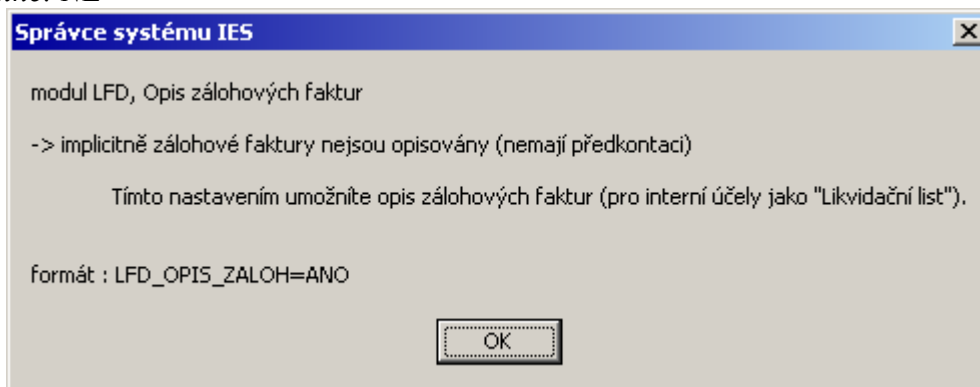 Správce systému IES
modul LFD, Opis zálohových faktur
-> implicitně zálohové faktury nejsou opisovány (nemají předkontaci)
Tímto nastavením umožníte opis zálohových faktur (pro interní účely jako "Likvidační list").
formát : LFD_OPIS_ZALOH=ANO
OK